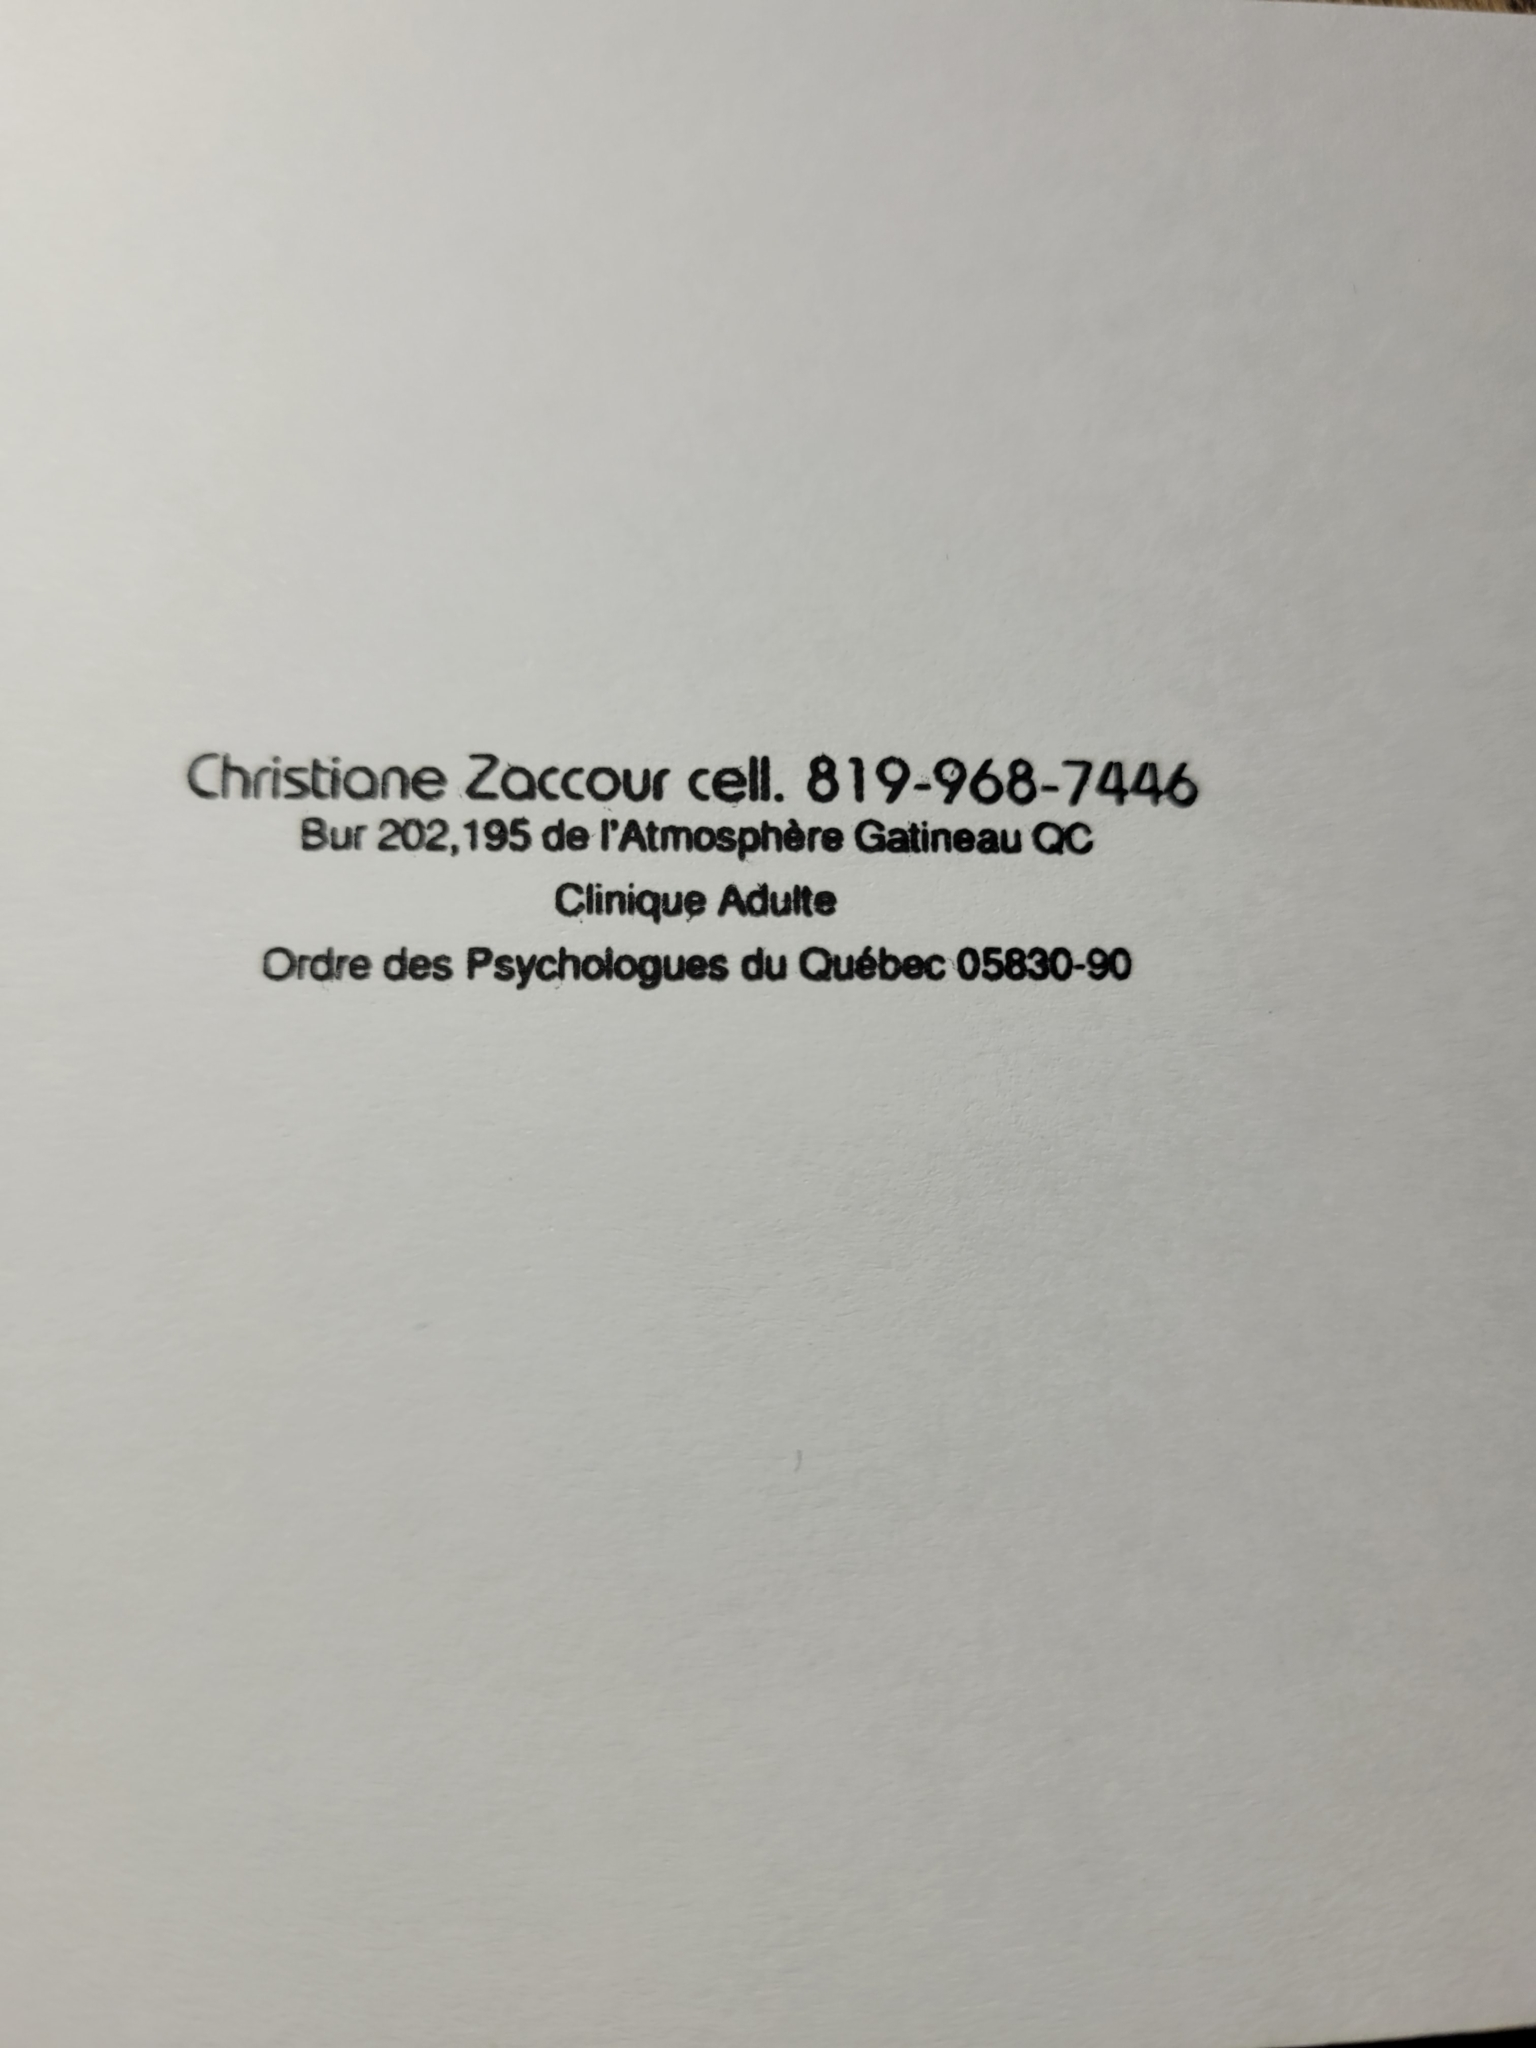 Christiane Zaccour cell. 819-968-7446
Bur 202,195 de l'Atmosphère Gatineau QC
Clinique Adulte
Ordre des Psychologues du Québec 05830-90